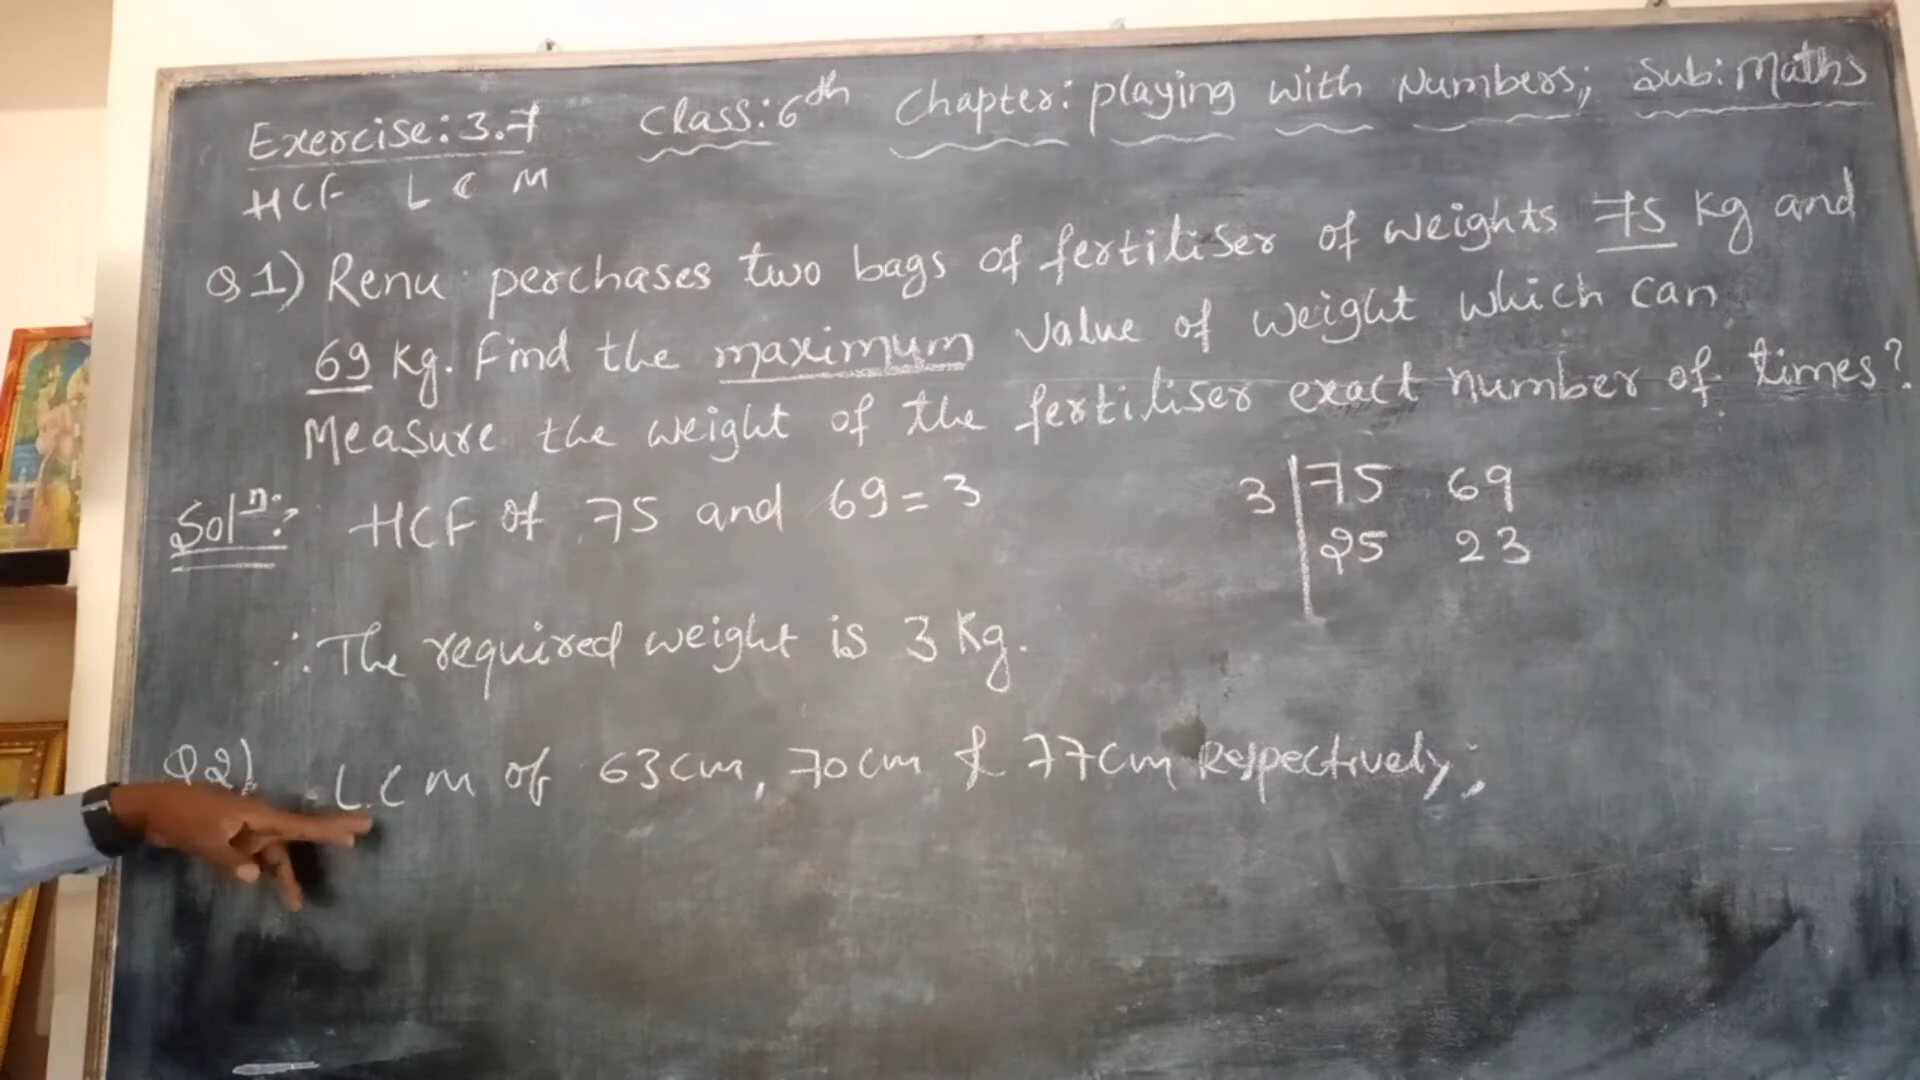 Exercise: 3.7 Class: 6th Chapter: playing with Numbers; Sub: Maths
HCF L C M
Q1) Renu perchases two bags of fertiliser of weights 75 kg and
69 kg. Find the maximum value of weight which can
Measure the weight of the fertiliser exact number of times?
Soln: HCF of 75 and 69 = 3
3 75 69
25 23
∴ The required weight is 3 Kg.
Q2) L.C M of 63cm, 70cm & 77cm Respectively;